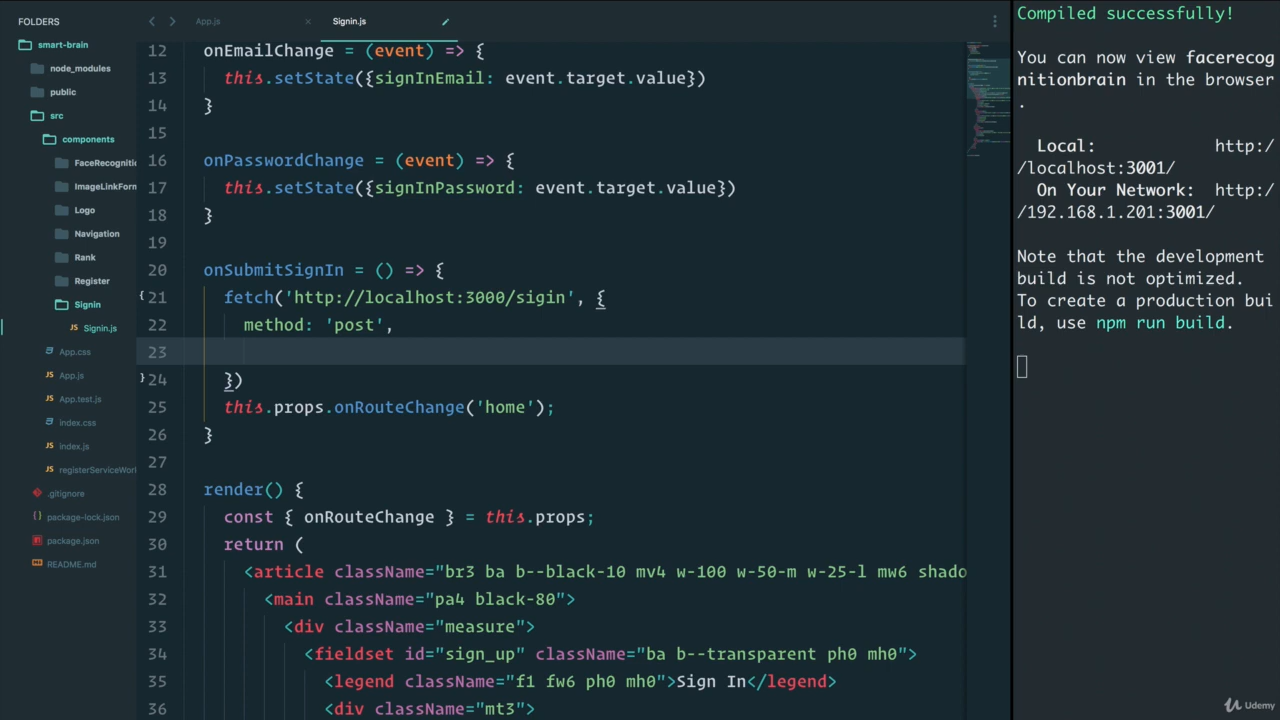 FOLDERS
smart-brain
node_modules
public
src
components
FaceRecogniti
ImageLinkForn
Logo
Navigation
Rank
Register
Signin
JS Signin.js
App.css
JS App.js
JS App.test.js
index.css
JS index.js
JS registerServiceWorl
.gitignore
package-lock.json
package.json
README.md
App.js ×
Signin.js
12 onEmailChange = (event) => {
13 this.setState({signInEmail: event.target.value})
14 }
15
16 onPasswordChange = (event) => {
17 this.setState({signInPassword: event.target.value})
18 }
19
20 onSubmitSignIn = () => {
21 fetch('http://localhost:3000/sigin', {
22 method: 'post',
23
24 })
25 this.props.onRouteChange('home');
26 }
27
28 render() {
29 const { onRouteChange } = this.props;
30 return (
31 <article className="br3 ba b--black-10 mv4 w-100 w-50-m w-25-l mw6 shado
32 <main className="pa4 black-80">
33 <div className="measure">
34 <fieldset id="sign_up" className="ba b--transparent ph0 mh0">
35 <legend className="f1 fw6 ph0 mh0">Sign In</legend>
36 <div className="mt3">
Compiled successfully!
You can now view facerecog
nitionbrain in the browser
.
Local: http:/
/localhost:3001/
On Your Network: http:/
/192.168.1.201:3001/
Note that the development
build is not optimized.
To create a production bui
ld, use npm run build.
Udemy